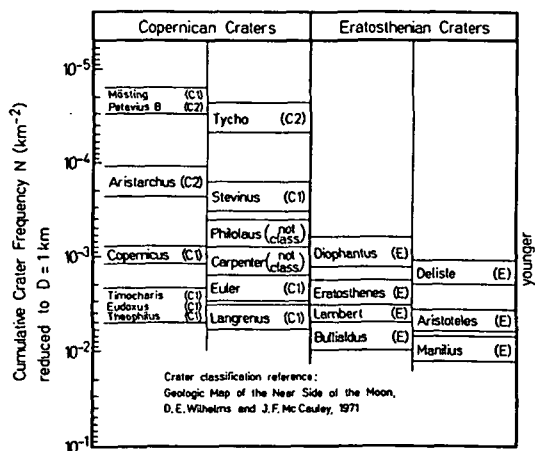 Copernican Craters
Eratosthenian Craters
Cumulative Crater Frequency N (km⁻²)
reduced to D = 1 km
10⁻⁵
10⁻⁴
10⁻³
10⁻²
10⁻¹
Mösting (C1)
Petavius B (C2)
Aristarchus (C2)
Copernicus (C1)
Timocharis (C1)
Eudoxus (C1)
Theophilus (C1)
Tycho (C2)
Stevinus (C1)
Philolaus (not class.)
Carpenter (not class.)
Euler (C1)
Langrenus (C1)
Diophantus (E)
Eratosthenes (E)
Lambert (E)
Bullialdus (E)
Delisle (E)
Aristoteles (E)
Manilius (E)
younger
Crater classification reference:
Geologic Map of the Near Side of the Moon,
D.E. Wilhelms and J.F. Mc Cauley, 1971